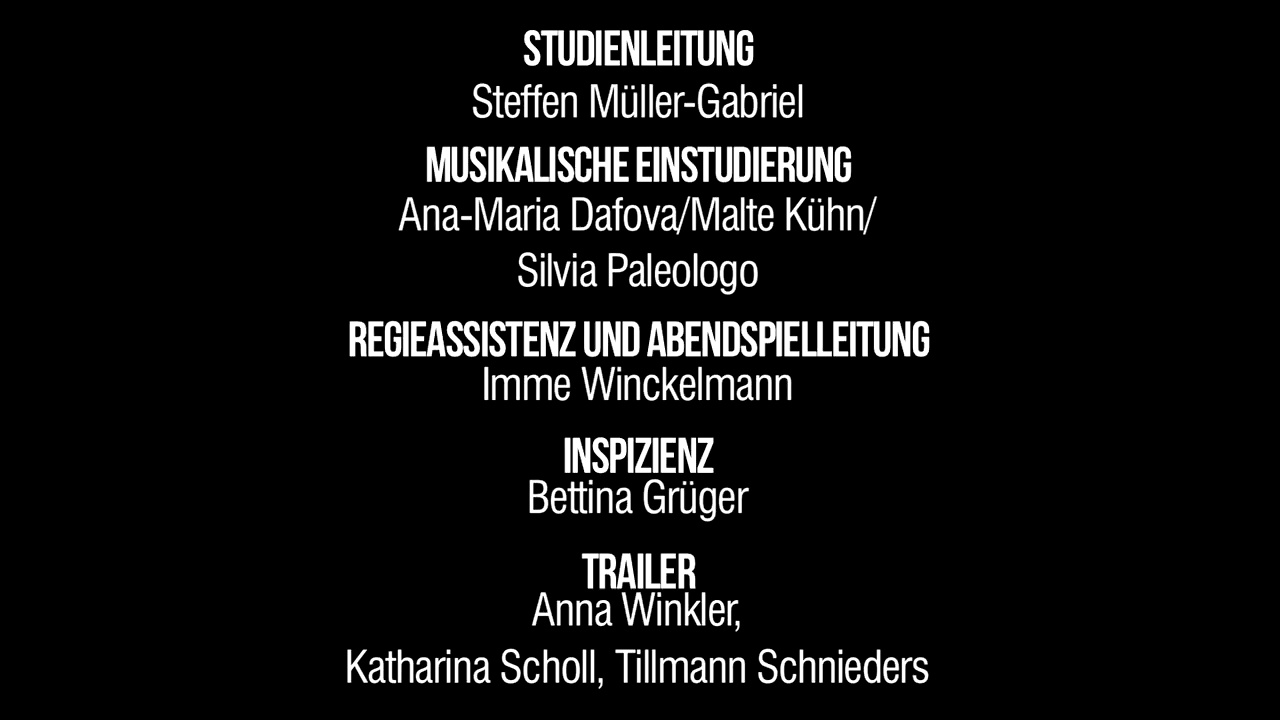 STUDIENLEITUNG
Steffen Müller-Gabriel
MUSIKALISCHE EINSTUDIERUNG
Ana-Maria Dafova/Malte Kühn/
Silvia Paleologo
REGIEASSISTENZ UND ABENDSPIELLEITUNG
Imme Winckelmann
INSPIZIENZ
Bettina Grüger
TRAILER
Anna Winkler,
Katharina Scholl, Tillmann Schnieders